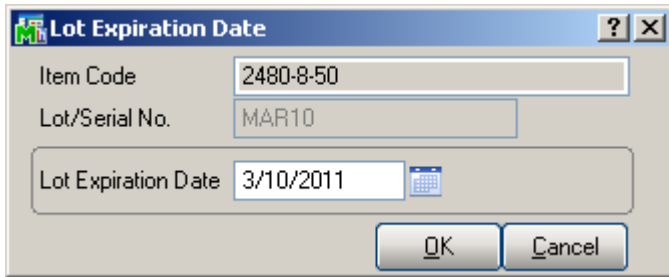 Lot Expiration Date
Item Code 2480-8-50
Lot/Serial No. MAR10
Lot Expiration Date 3/10/2011
OK Cancel